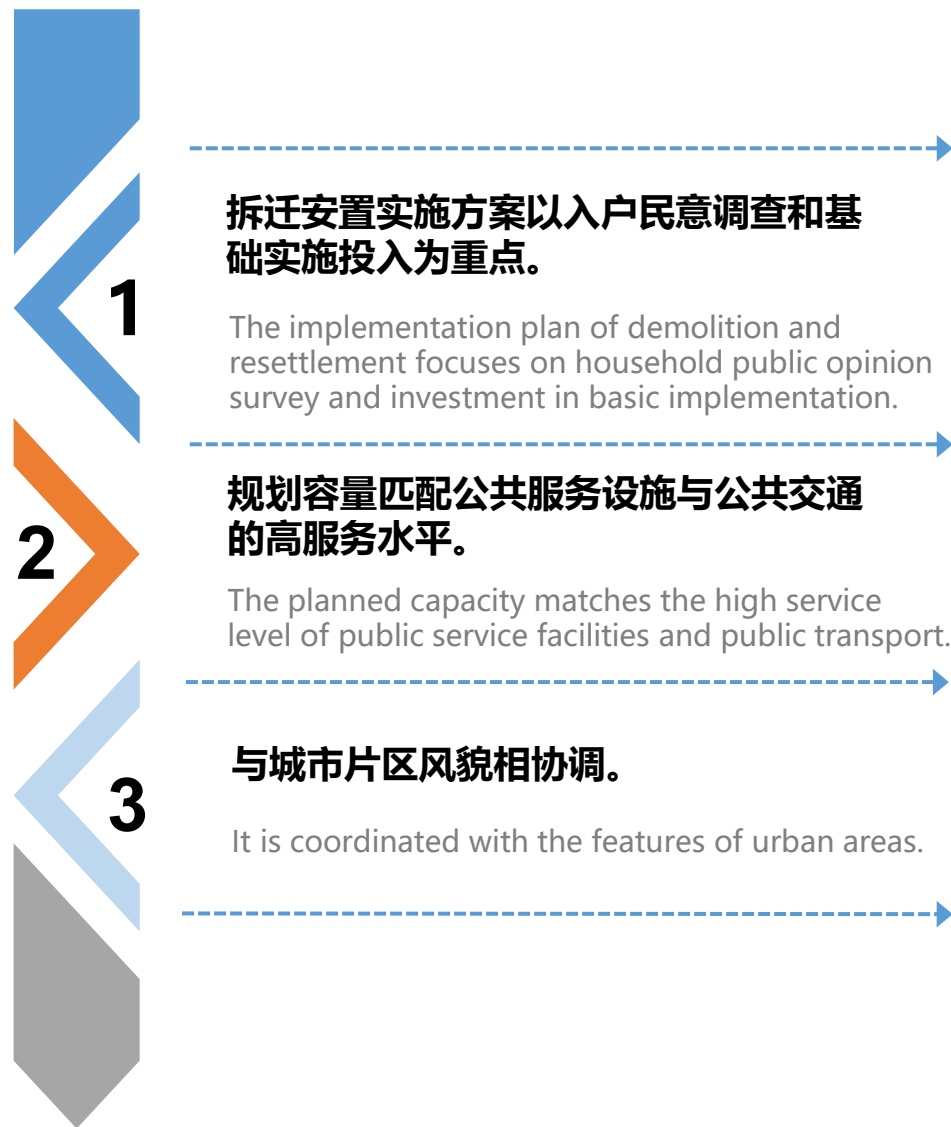 1
拆迁安置实施方案以入户民意调查和基
础实施投入为重点。
The implementation plan of demolition and
resettlement focuses on household public opinion
survey and investment in basic implementation.
2
规划容量匹配公共服务设施与公共交通
的高服务水平。
The planned capacity matches the high service
level of public service facilities and public transport.
3
与城市片区风貌相协调。
It is coordinated with the features of urban areas.